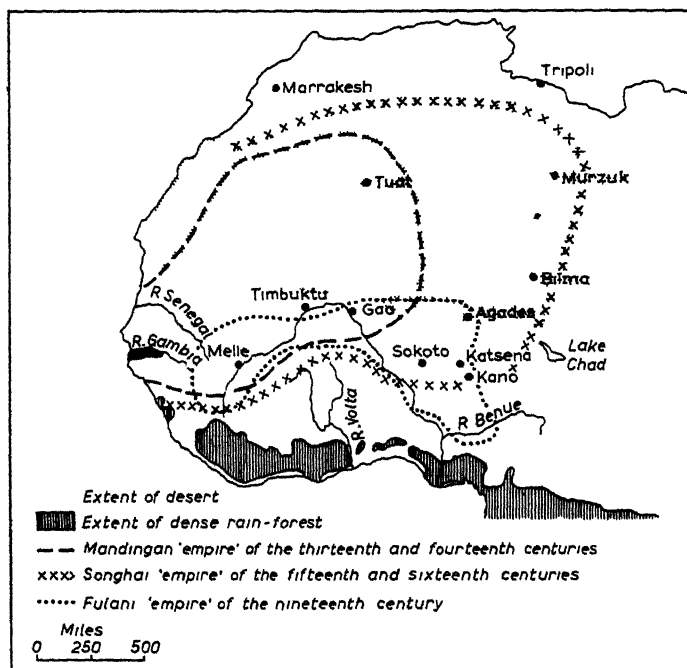 Marrakesh
Tripoli
Tuat
Murzuk
Bilma
R Senegal
Timbuktu
Gao
Agades
R. Gambia
Melle
Sokoto
Katsena
Kano
Lake
Chad
R. Volta
R Benue
Extent of desert
Extent of dense rain-forest
Mandingan 'empire' of the thirteenth and fourteenth centuries
Songhai 'empire' of the fifteenth and sixteenth centuries
Fulani 'empire' of the nineteenth century
Miles
0 250 500